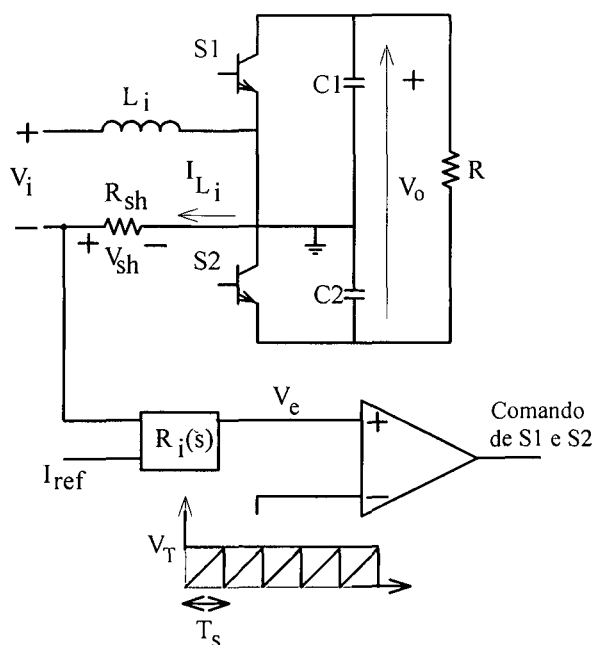 S1
L i
C1
+
+
V i
I L i
R sh
V o
R
−
+
V sh
−
S2
C2
V e
Comando
de S1 e S2
R i(s)
+
I ref
−
V T
T s